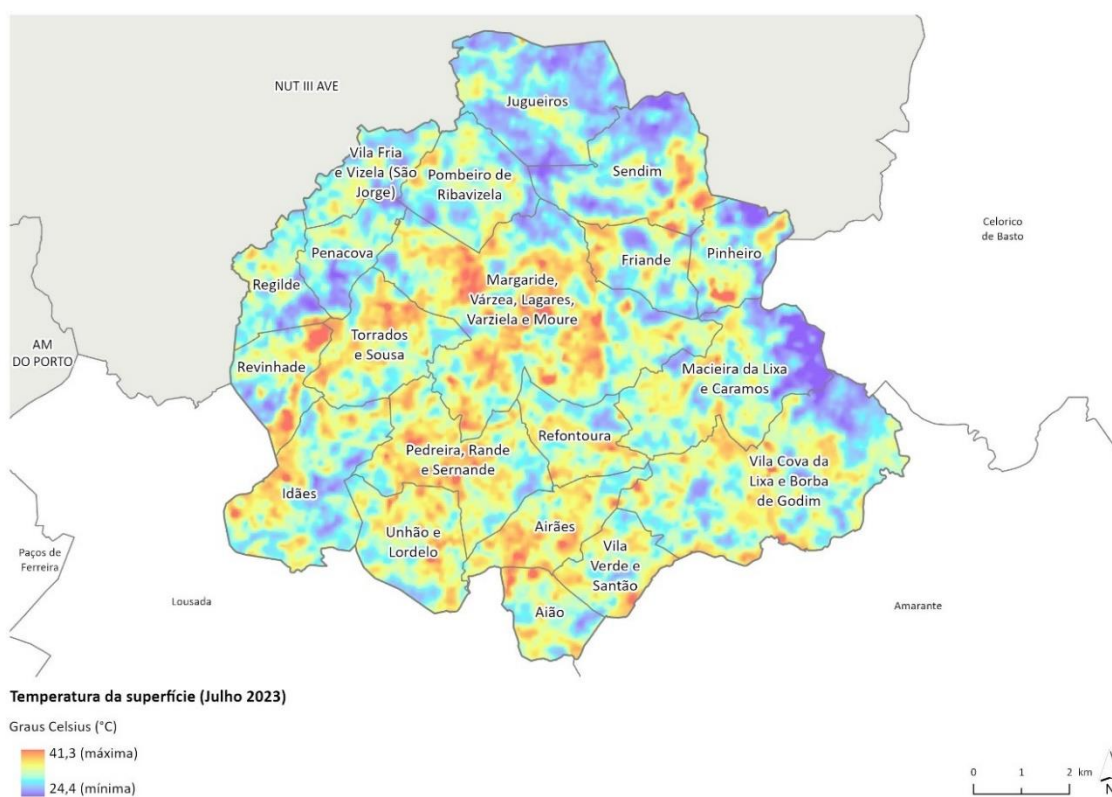 NUT III AVE
Jugueiros
Vila Fria
e Vizela (São
Jorge)
Pombeiro de
Ribavizela
Sendim
Celorico
de Basto
Penacova
Friande
Pinheiro
Regilde
Margaride,
Várzea, Lagares,
Varziela e Moure
AM
DO PORTO
Torrados
e Sousa
Revinhade
Macieira da Lixa
e Caramos
Refontoura
Pedreira, Rande
e Sernande
Vila Cova da
Lixa e Borba
de Godim
Idães
Unhão e
Lordelo
Airães
Vila
Verde e
Santão
Paços de
Ferreira
Lousada
Aião
Amarante
Temperatura da superfície (Julho 2023)
Graus Celsius (°C)
41,3 (máxima)
24,4 (mínima)
0 1 2 km
N